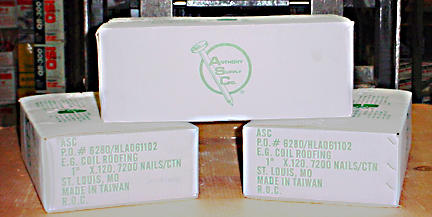 ANTHONY
SUPPLY
CO.
ASC
P.O.# 6280/HLA061102
E.G. COIL ROOFING
1" X.120. 7200 NAILS/CTN
ST. LOUIS, MO
MADE IN TAIWAN
R.O.C.
ASC
P.O.# 6280/HLA061102
E.G. COIL ROOFING
1" X.120. 7200 NAILS/CTN
ST. LOUIS, MO
MADE IN TAIWAN
R.O.C.